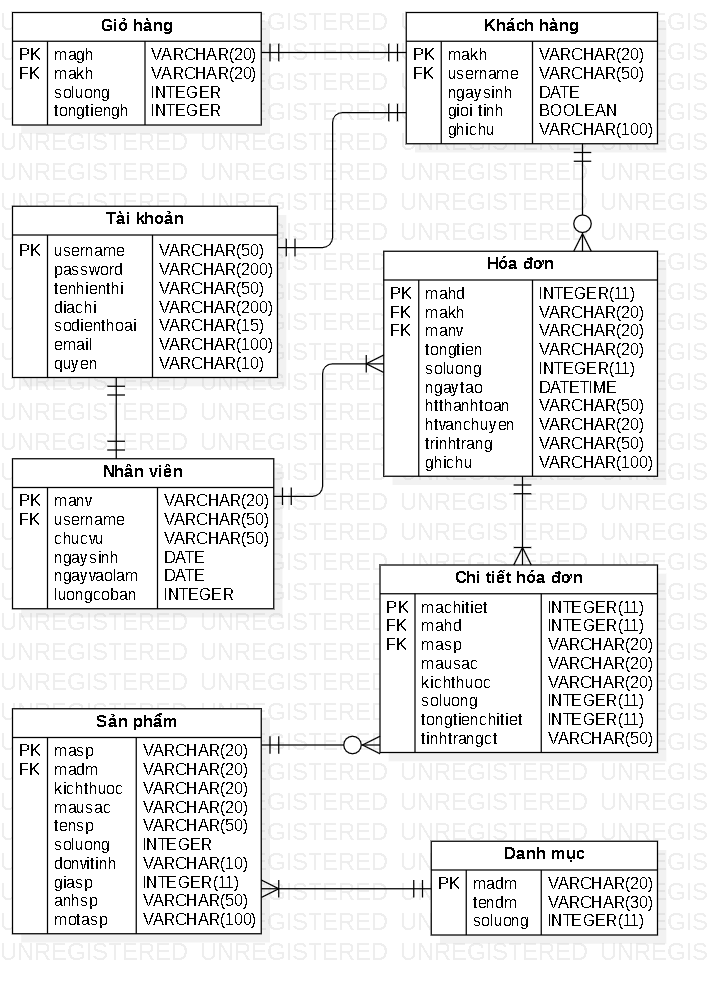 Giỏ hàng
PK magh VARCHAR(20)
FK makh VARCHAR(20)
soluong INTEGER
tongtiengh INTEGER
Khách hàng
PK makh VARCHAR(20)
FK username VARCHAR(50)
ngaysinh DATE
gioi tinh BOOLEAN
ghichu VARCHAR(100)
Tài khoản
PK username VARCHAR(50)
password VARCHAR(200)
tenhienthi VARCHAR(50)
diachi VARCHAR(200)
sodienthoai VARCHAR(15)
email VARCHAR(100)
quyen VARCHAR(10)
Hóa đơn
PK mahd INTEGER(11)
FK makh VARCHAR(20)
FK manv VARCHAR(20)
tongtien VARCHAR(20)
soluong INTEGER(11)
ngaytao DATETIME
htthanhtoan VARCHAR(50)
htvanchuyen VARCHAR(20)
trinhtrang VARCHAR(50)
ghichu VARCHAR(100)
Nhân viên
PK manv VARCHAR(20)
FK username VARCHAR(50)
chucvu VARCHAR(50)
ngaysinh DATE
ngayvaolam DATE
luongcoban INTEGER
Chi tiết hóa đơn
PK machitiet INTEGER(11)
FK mahd INTEGER(11)
FK masp VARCHAR(20)
mausac VARCHAR(20)
kichthuoc VARCHAR(20)
soluong INTEGER(11)
tongtienchitiet INTEGER(11)
tinhtrangct VARCHAR(50)
Sản phẩm
PK masp VARCHAR(20)
FK madm VARCHAR(20)
kichthuoc VARCHAR(20)
mausac VARCHAR(20)
tensp VARCHAR(50)
soluong INTEGER
donvitinh VARCHAR(10)
giasp INTEGER(11)
anhsp VARCHAR(50)
motasp VARCHAR(100)
Danh mục
PK madm VARCHAR(20)
tendm VARCHAR(30)
soluong INTEGER(11)
UNREGISTERED